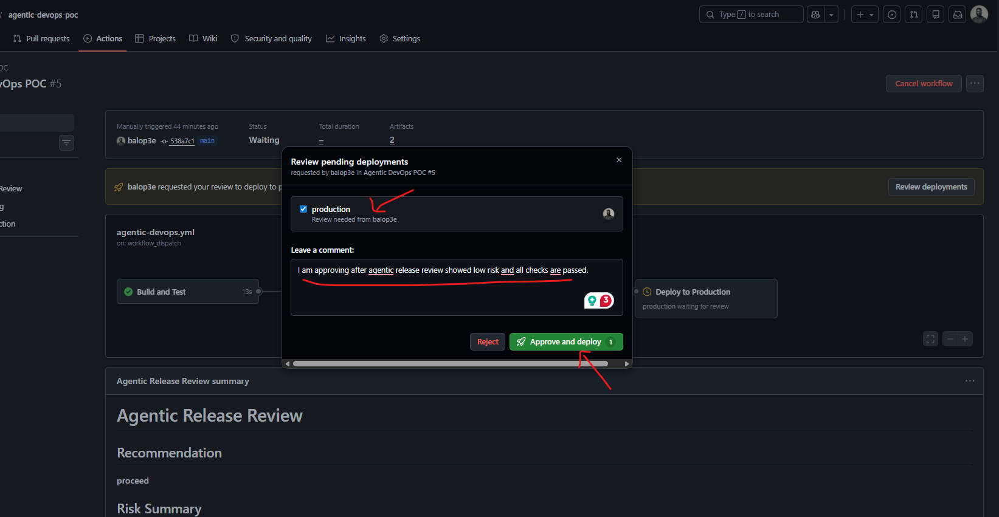 / agentic-devops-poc
Type / to search
Pull requests Actions Projects Wiki Security and quality Insights Settings
OC
vOps POC #5
Cancel workflow
Manually triggered 44 minutes ago Status Total duration Artifacts
balop3e 538a7c1 main Waiting – 2
Review pending deployments
requested by balop3e in Agentic DevOps POC #5
Review
g
ction
balop3e requested your review to deploy to p
Review deployments
production
Review needed from balop3e
agentic-devops.yml
on: workflow_dispatch
Leave a comment:
I am approving after agentic release review showed low risk and all checks are passed.
3
Build and Test 13s
Deploy to Production
production waiting for review
Reject Approve and deploy 1
Agentic Release Review summary
Agentic Release Review
Recommendation
proceed
Risk Summary